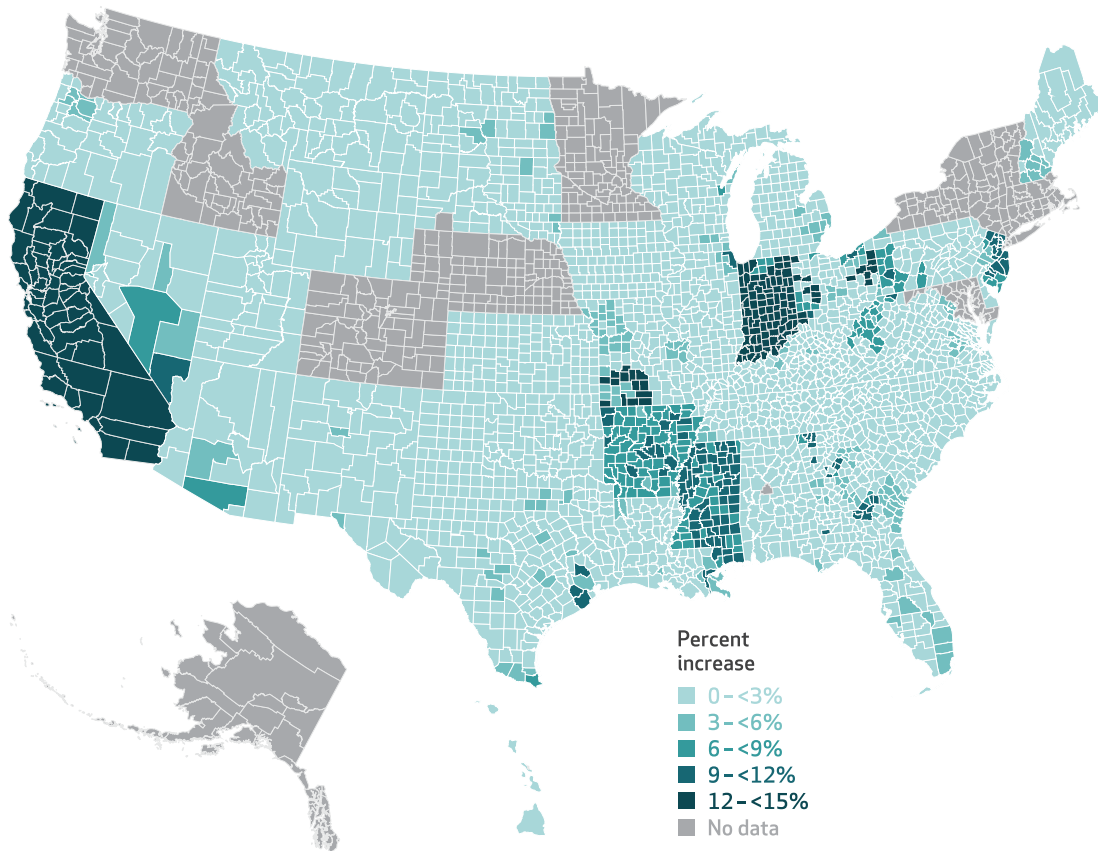 Percent
increase
0–<3%
3–<6%
6–<9%
9–<12%
12–<15%
No data